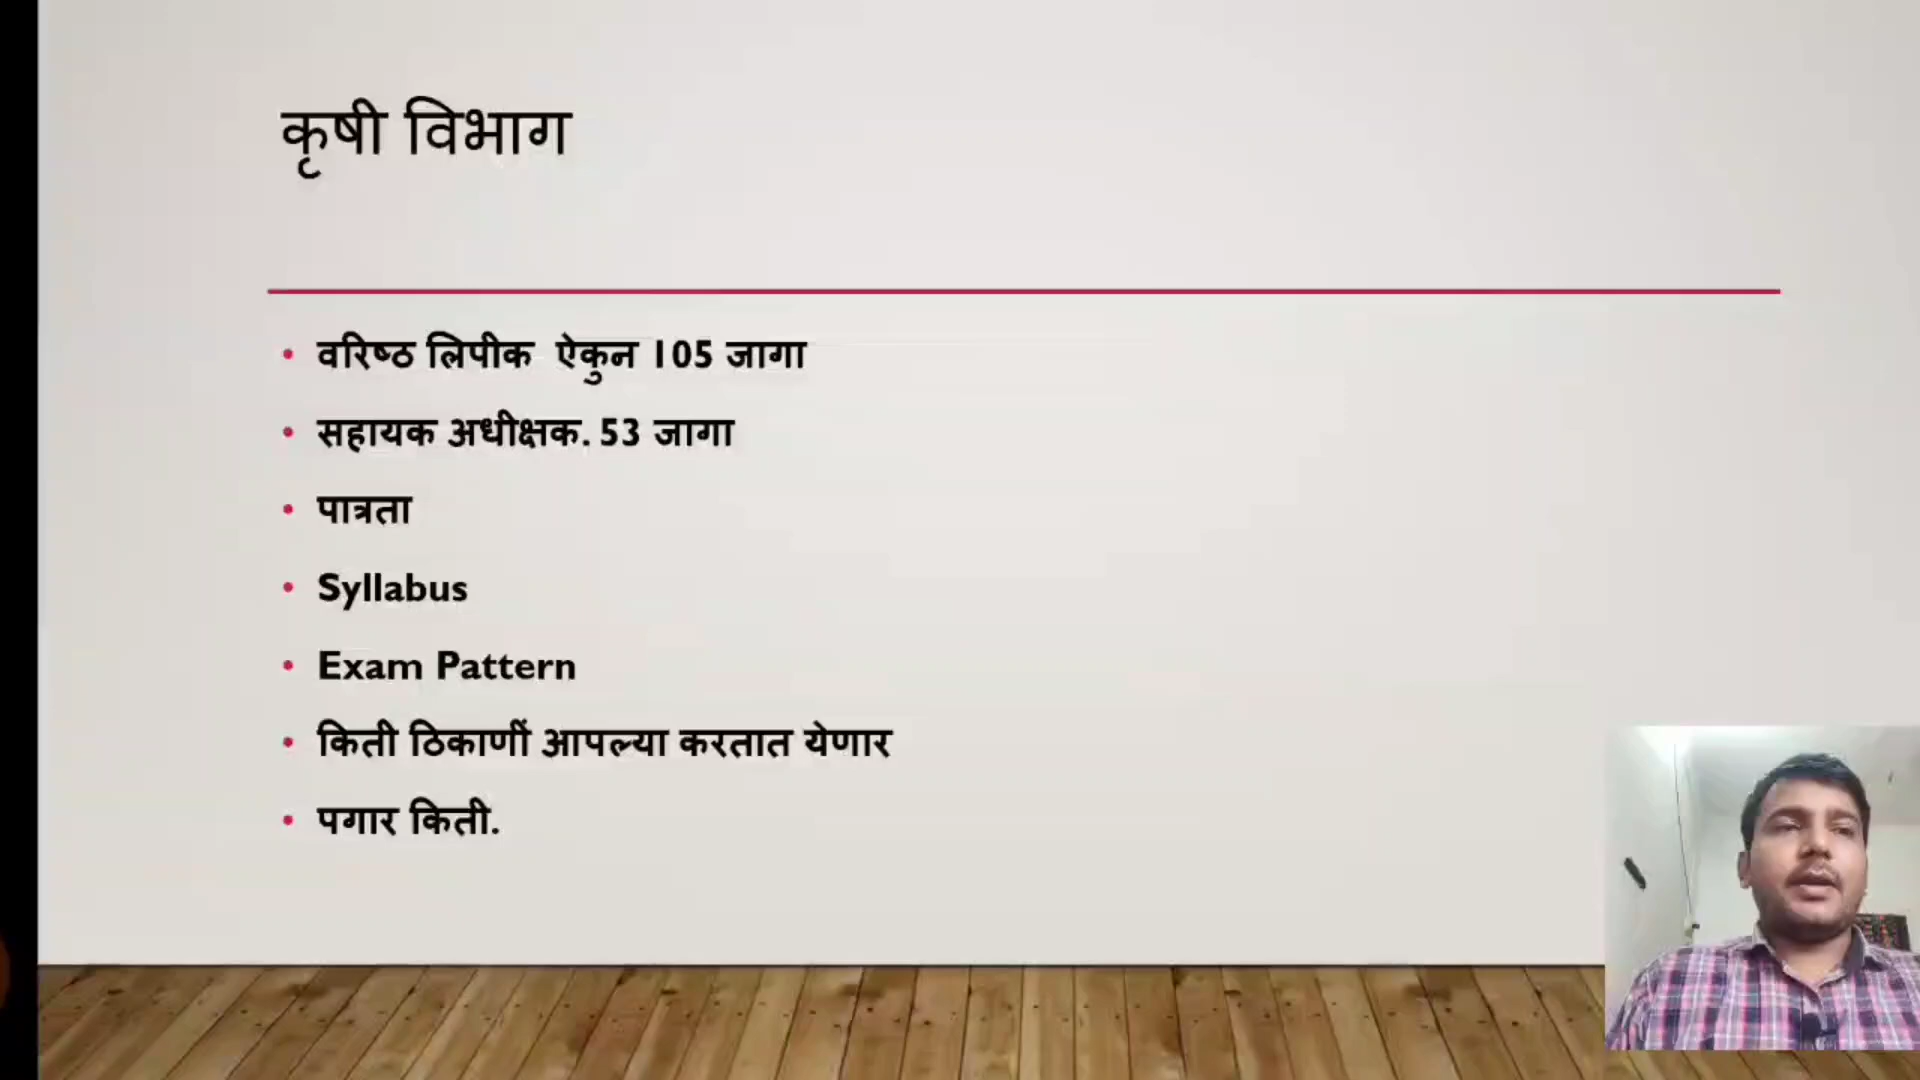 कृषी विभाग
वरिष्ठ लिपीक ऐकुन 105 जागा
सहायक अधीक्षक. 53 जागा
पात्रता
Syllabus
Exam Pattern
किती ठिकाणीं आपल्या करतात येणार
पगार किती.